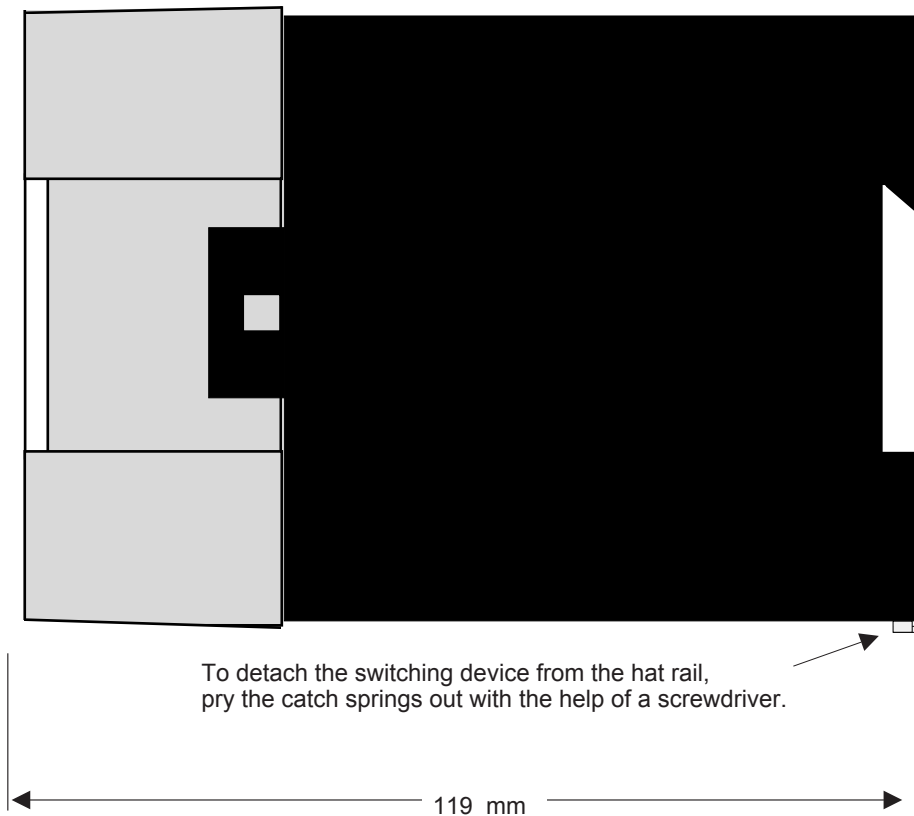 To detach the switching device from the hat rail,
pry the catch springs out with the help of a screwdriver.
119 mm